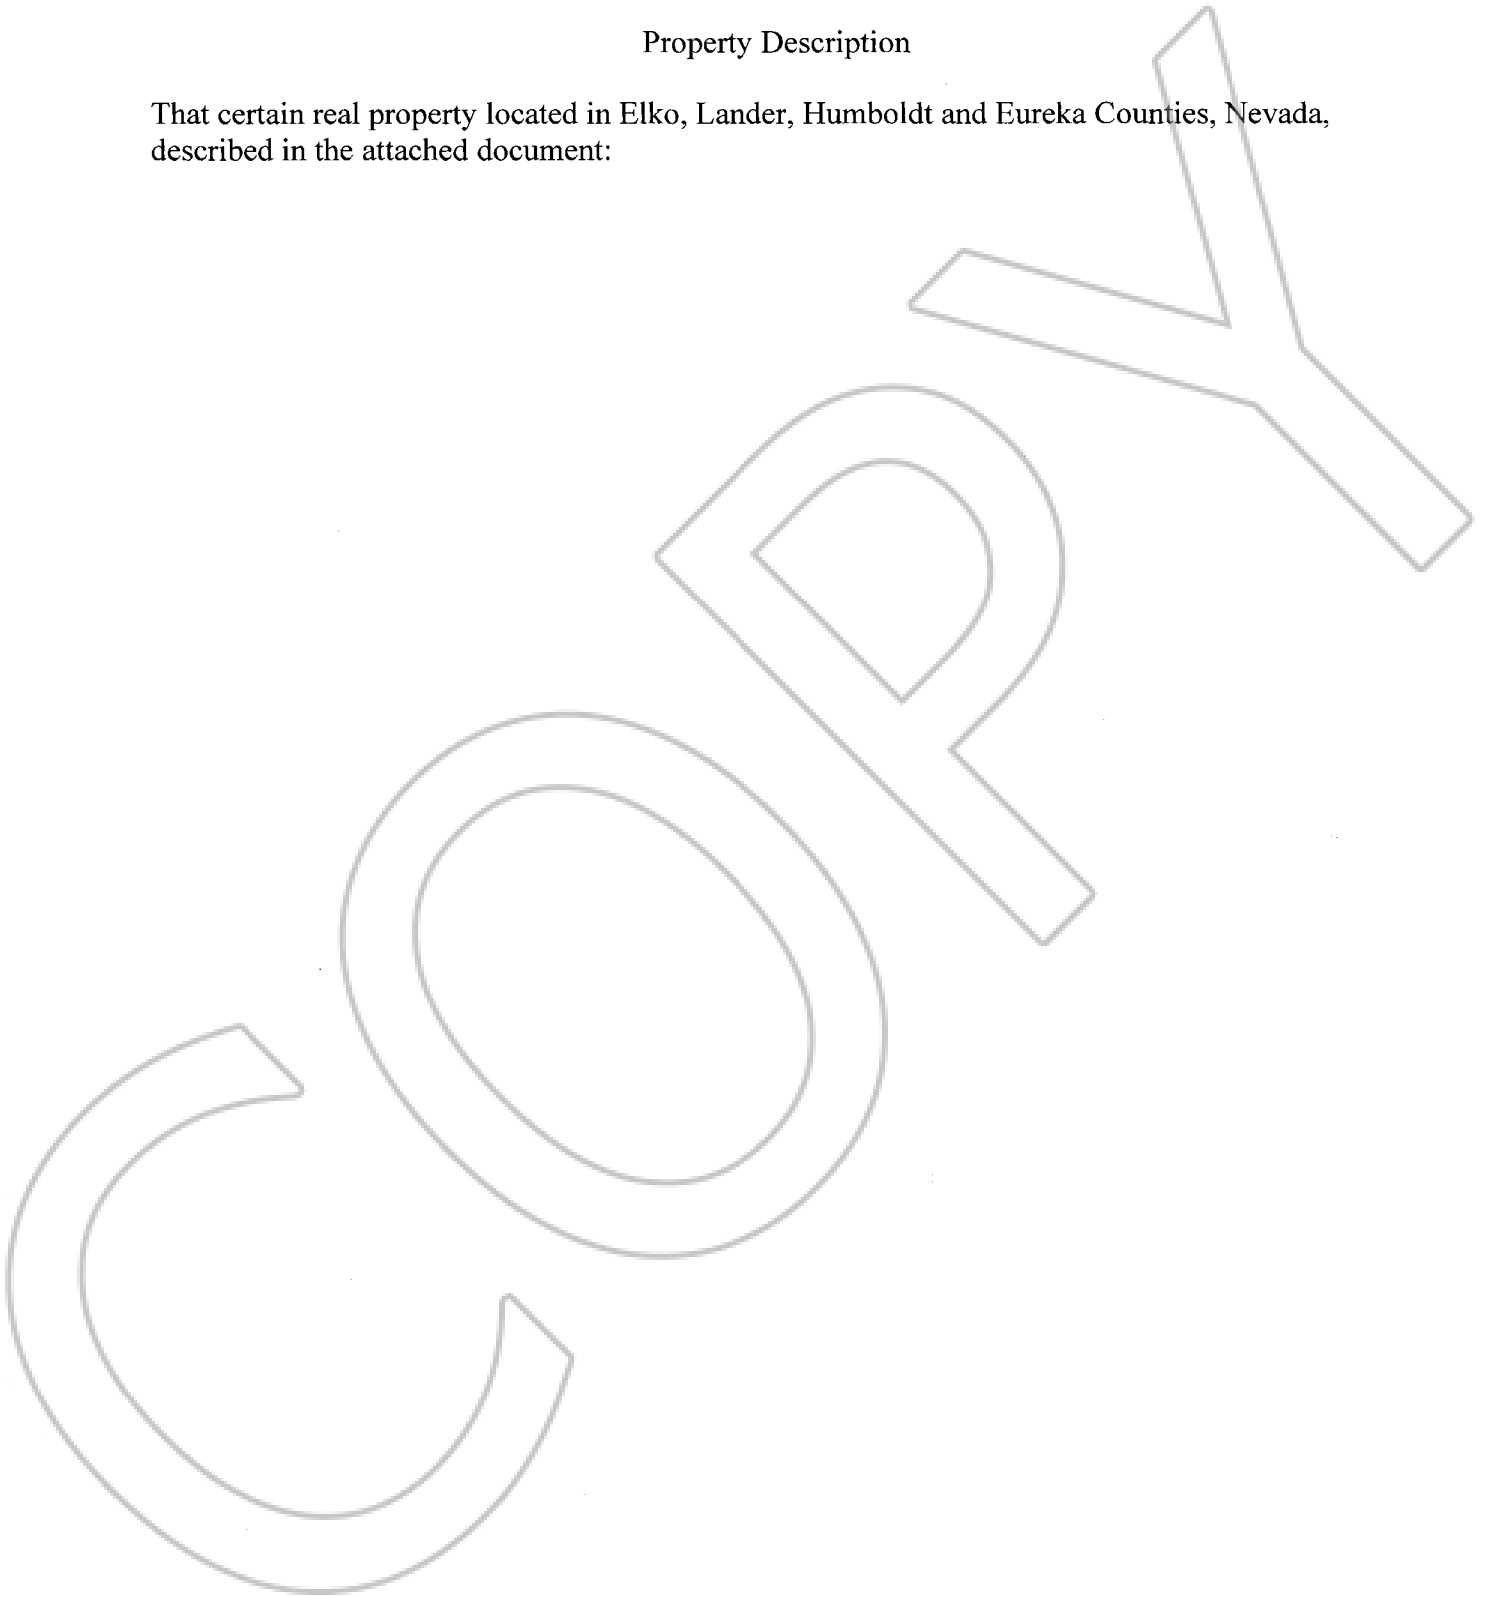 Property Description
That certain real property located in Elko, Lander, Humboldt and Eureka Counties, Nevada,
described in the attached document:
COPY